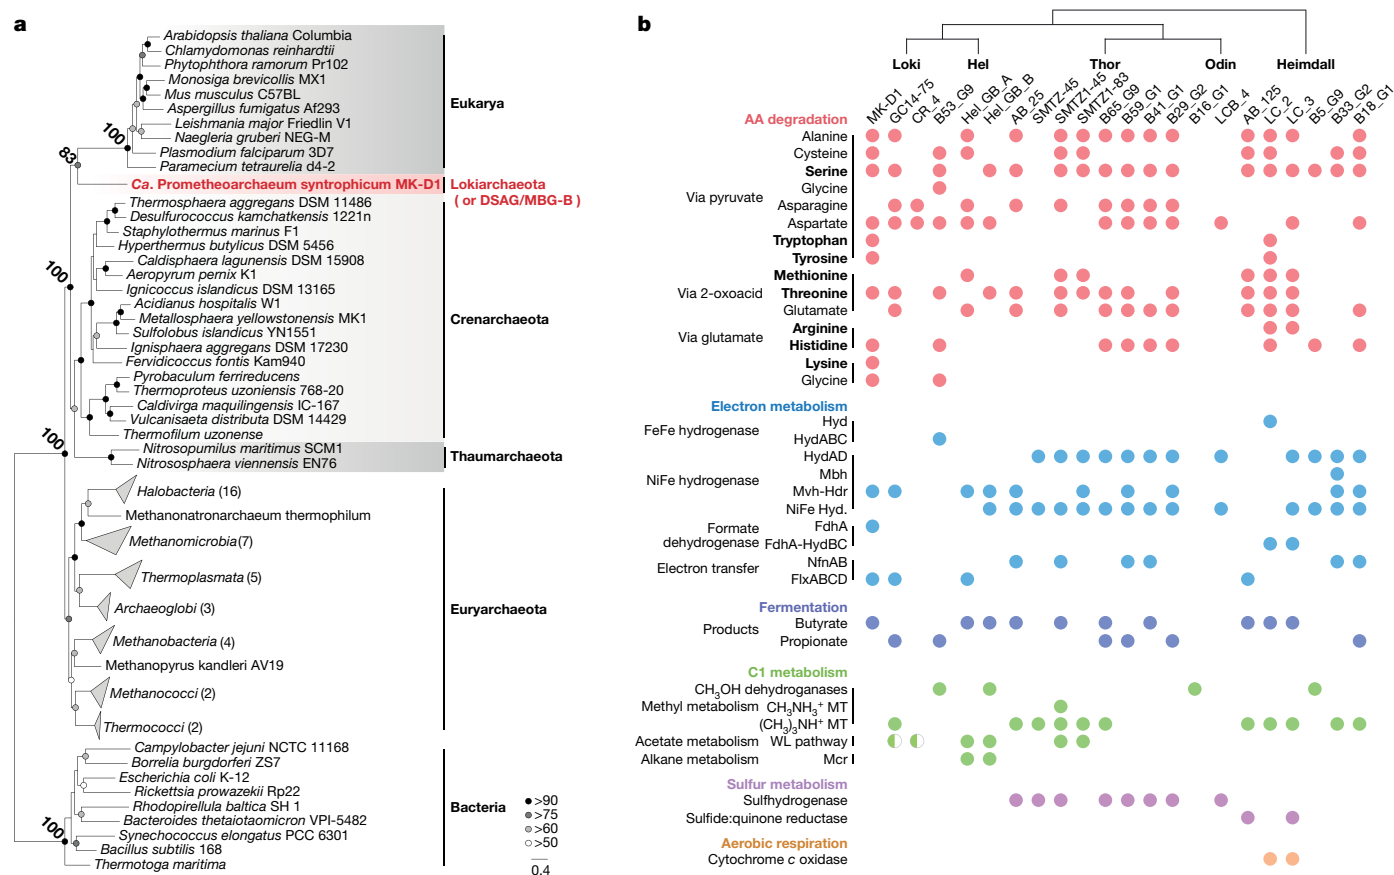 a
Arabidopsis thaliana Columbia
Chlamydomonas reinhardtii
Phytophthora ramorum Pr102
Monosiga brevicollis MX1
Mus musculus C57BL
Aspergillus fumigatus Af293
Leishmania major Friedlin V1
Naegleria gruberi NEG-M
Plasmodium falciparum 3D7
Paramecium tetraurelia d4-2
Eukarya
100
83
Ca. Prometheoarchaeum syntrophicum MK-D1
Lokiarchaeota
( or DSAG/MBG-B )
Thermosphaera aggregans DSM 11486
Desulfurococcus kamchatkensis 1221n
Staphylothermus marinus F1
Hyperthermus butylicus DSM 5456
Caldisphaera lagunensis DSM 15908
Aeropyrum pernix K1
Ignicoccus islandicus DSM 13165
Acidianus hospitalis W1
Metallosphaera yellowstonensis MK1
Sulfolobus islandicus YN1551
Ignisphaera aggregans DSM 17230
Fervidicoccus fontis Kam940
Pyrobaculum ferrireducens
Thermoproteus uzoniensis 768-20
Caldivirga maquilingensis IC-167
Vulcanisaeta distributa DSM 14429
Thermofilum uzonense
Crenarchaeota
100
Nitrosopumilus maritimus SCM1
Nitrososphaera viennensis EN76
Thaumarchaeota
100
Halobacteria (16)
Methanonatronarchaeum thermophilum
Methanomicrobia(7)
Thermoplasmata (5)
Archaeoglobi (3)
Methanobacteria (4)
Methanopyrus kandleri AV19
Methanococci (2)
Thermococci (2)
Euryarchaeota
Campylobacter jejuni NCTC 11168
Borrelia burgdorferi ZS7
Escherichia coli K-12
Rickettsia prowazekii Rp22
Rhodopirellula baltica SH 1
Bacteroides thetaiotaomicron VPI-5482
Synechococcus elongatus PCC 6301
Bacillus subtilis 168
Thermotoga maritima
Bacteria
100
>90
>75
>60
>50
0.4
b
Loki Hel Thor Odin Heimdall
MK-D1 GC14-75 CR_4 B53_G9 Hel_GB_A Hel_GB_B AB_25 SMTZ-45 SMTZ1-45 SMTZ1-83 B65_G9 B59_G1 B41_G1 B29_G2 B16_G1 LCB_4 AB_125 LC_2 LC_3 B5_G9 B33_G2 B18_G1
AA degradation
Alanine
Cysteine
Serine
Glycine
Via pyruvate
Asparagine
Aspartate
Tryptophan
Tyrosine
Methionine
Via 2-oxoacid Threonine
Glutamate
Arginine
Via glutamate
Histidine
Lysine
Glycine
Electron metabolism
Hyd
FeFe hydrogenase
HydABC
HydAD
Mbh
NiFe hydrogenase
Mvh-Hdr
NiFe Hyd.
Formate FdhA
dehydrogenase FdhA-HydBC
NfnAB
Electron transfer
FlxABCD
Fermentation
Butyrate
Products
Propionate
C1 metabolism
CH3OH dehydroganases
Methyl metabolism CH3NH3+ MT
(CH3)3NH+ MT
Acetate metabolism WL pathway
Alkane metabolism Mcr
Sulfur metabolism
Sulfhydrogenase
Sulfide:quinone reductase
Aerobic respiration
Cytochrome c oxidase